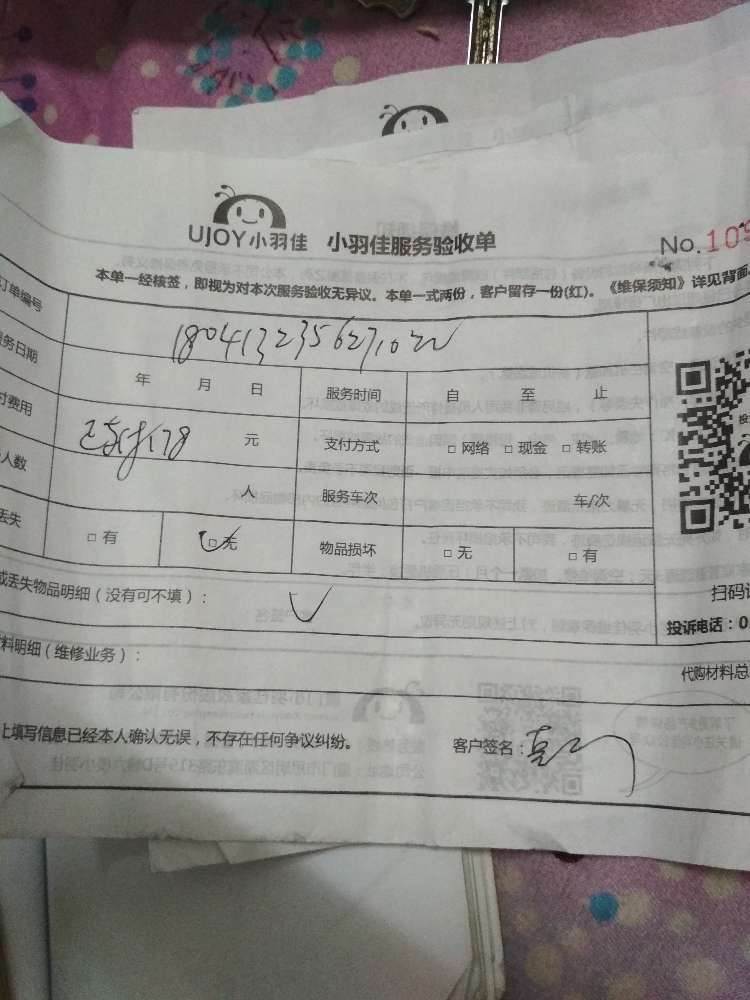 UJOY小羽佳 小羽佳服务验收单
No.109
本单一经核签，即视为对本次服务验收无异议。本单一式两份，客户留存一份(红)。《维保须知》详见背面。
订单编号
服务日期 年 月 日 服务时间 自 至 止
付费用 已付178 元 支付方式 □网络 □现金 □转账
人数 人 服务车次 车/次
丢失 □有 □无 物品损坏 □无 □有
或丢失物品明细（没有可不填）：
扫码
投诉电话：0
料明细（维修业务）：
代购材料总
上填写信息已经本人确认无误，不存在任何争议纠纷。 客户签名：